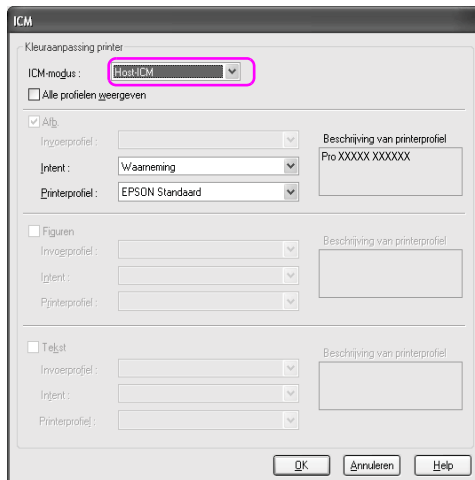 ICM
Kleuraanpassing printer
ICM-modus : Host-ICM
Alle profielen weergeven
Afb.
Invoerprofiel :
Beschrijving van printerprofiel
Intent : Waarneming
Pro XXXXX XXXXXX
Printerprofiel : EPSON Standaard
Figuren
Invoerprofiel :
Beschrijving van printerprofiel
Intent :
Printerprofiel :
Tekst
Invoerprofiel :
Beschrijving van printerprofiel
Intent :
Printerprofiel :
OK Annuleren Help